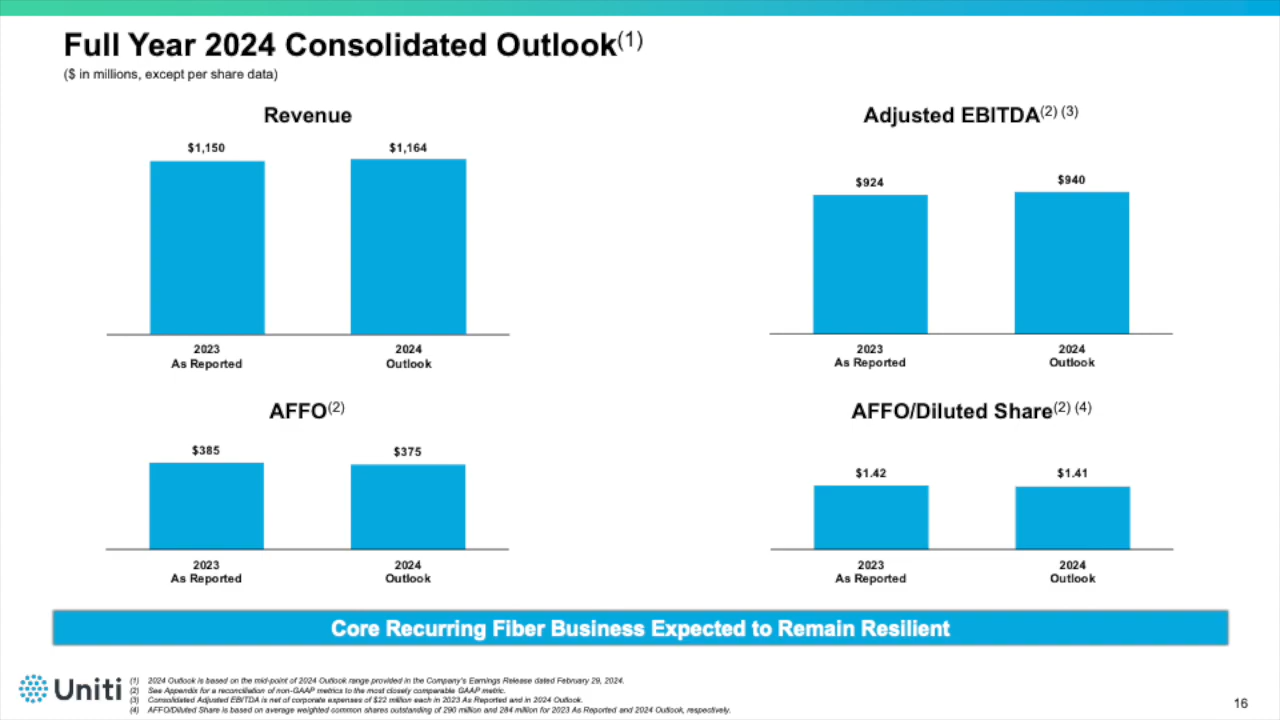 Full Year 2024 Consolidated Outlook(1)
($ in millions, except per share data)
Revenue
$1,150
$1,164
2023
As Reported
2024
Outlook
Adjusted EBITDA(2) (3)
$924
$940
2023
As Reported
2024
Outlook
AFFO(2)
$385
$375
2023
As Reported
2024
Outlook
AFFO/Diluted Share(2) (4)
$1.42
$1.41
2023
As Reported
2024
Outlook
Core Recurring Fiber Business Expected to Remain Resilient
Uniti
(1) 2024 Outlook is based on the mid-point of 2024 Outlook range provided in the Company's Earnings Release dated February 29, 2024.
(2) See Appendix for a reconciliation of non-GAAP metrics to the most closely comparable GAAP metric.
(3) Consolidated Adjusted EBITDA is net of corporate expenses of $22 million each in 2023 As Reported and in 2024 Outlook.
(4) AFFO/Diluted Share is based on average weighted common shares outstanding of 290 million and 284 million for 2023 As Reported and 2024 Outlook, respectively.
16